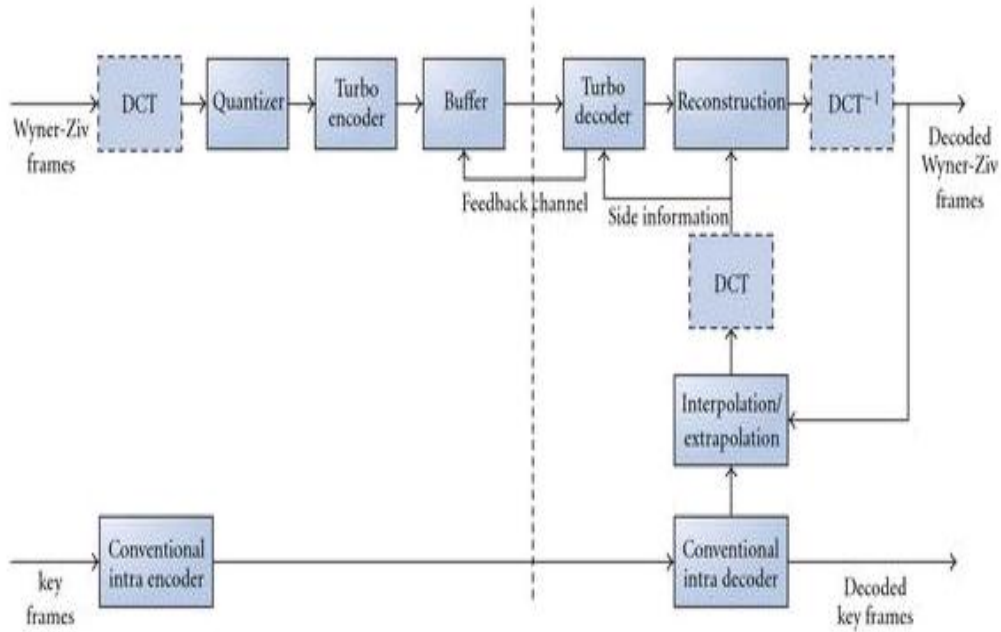 DCT
Quantizer
Turbo
encoder
Buffer
Turbo
decoder
Reconstruction
DCT⁻¹
Wyner-Ziv
frames
Decoded
Wyner-Ziv
frames
Feedback channel
Side information
DCT
Interpolation/
extrapolation
Conventional
intra encoder
Conventional
intra decoder
key
frames
Decoded
key frames